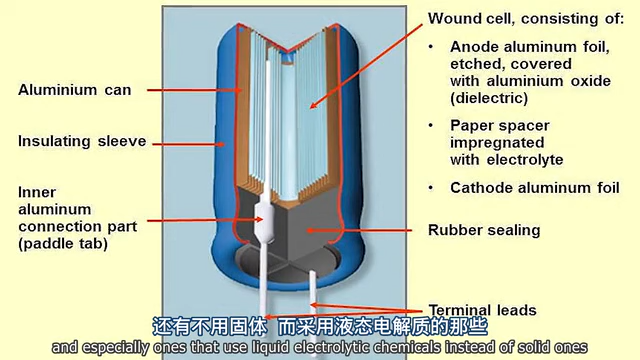 Aluminium can
Insulating sleeve
Inner
aluminum
connection part
(paddle tab)
Wound cell, consisting of:
• Anode aluminum foil,
etched, covered
with aluminium oxide
(dielectric)
• Paper spacer
impregnated
with electrolyte
• Cathode aluminum foil
Rubber sealing
Terminal leads
还有不用固体 而采用液态电解质的那些
and especially ones that use liquid electrolytic chemicals instead of solid ones